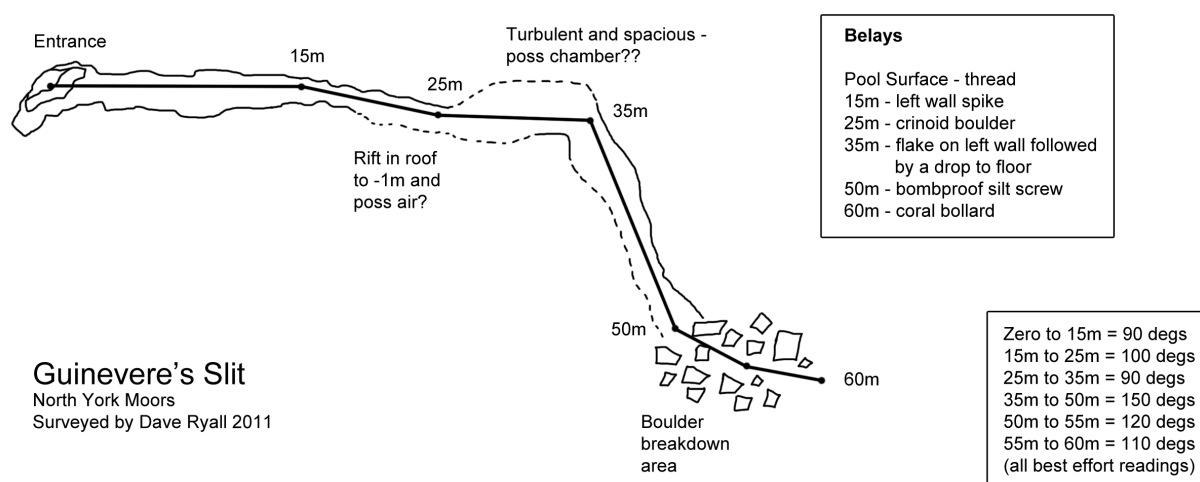 Entrance
15m
25m
Turbulent and spacious -
poss chamber??
35m
Rift in roof
to -1m and
poss air?
50m
60m
Boulder
breakdown
area
Belays
Pool Surface - thread
15m - left wall spike
25m - crinoid boulder
35m - flake on left wall followed
by a drop to floor
50m - bombproof silt screw
60m - coral bollard
Zero to 15m = 90 degs
15m to 25m = 100 degs
25m to 35m = 90 degs
35m to 50m = 150 degs
50m to 55m = 120 degs
55m to 60m = 110 degs
(all best effort readings)
Guinevere's Slit
North York Moors
Surveyed by Dave Ryall 2011